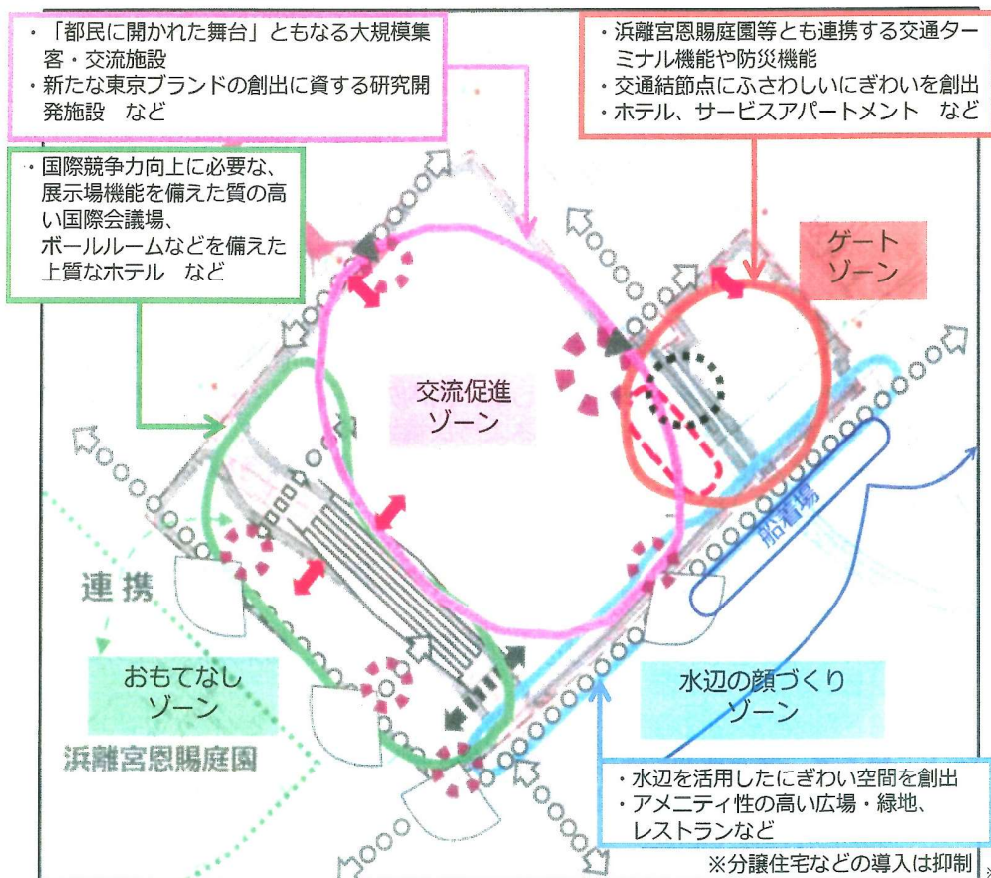 ・「都民に開かれた舞台」ともなる大規模集
客・交流施設
・新たな東京ブランドの創出に資する研究開
発施設　など
・浜離宮恩賜庭園等とも連携する交通ター
ミナル機能や防災機能
・交通結節点にふさわしいにぎわいを創出
・ホテル、サービスアパートメント　など
・国際競争力向上に必要な、
展示場機能を備えた質の高
い国際会議場、
ボールルームなどを備えた
上質なホテル　など
ゲート
ゾーン
交流促進
ゾーン
船着場
連携
おもてなし
ゾーン
水辺の顔づくり
ゾーン
浜離宮恩賜庭園
・水辺を活用したにぎわい空間を創出
・アメニティ性の高い広場・緑地、
レストランなど
※分譲住宅などの導入は抑制
※